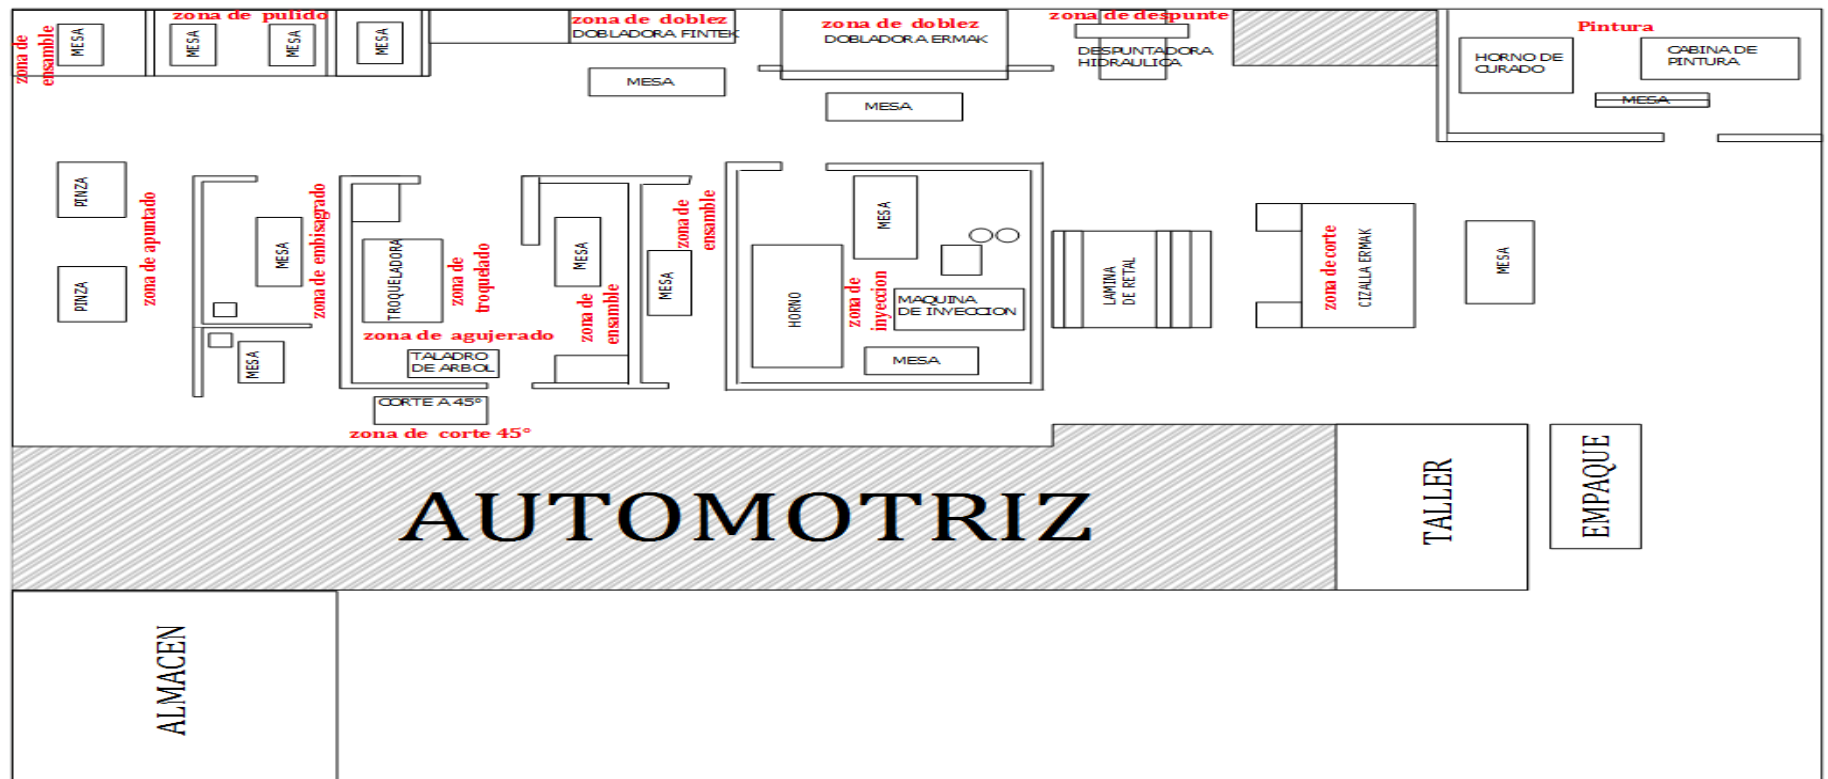 zona de
ensamble
MESA
zona de pulido
MESA
MESA
MESA
zona de doblez
DOBLADORA FINTEK
MESA
zona de doblez
DOBLADORA ERMAK
MESA
zona de despunte
DESPUNTADORA
HIDRAULICA
Pintura
HORNO DE
CURADO
CABINA DE
PINTURA
MESA
PINZA
PINZA
zona de apuntado
MESA
zona de embisagrado
MESA
TROQUELADORA
zona de
troquelado
zona de agujerado
TALADRO
DE ARBOL
CORTE A 45°
zona de corte 45°
MESA
zona de
ensamble
MESA
zona de
ensamble
HORNO
MESA
zona de
inyeccion
MAQUINA
DE INYECCION
MESA
LAMINA
DE RETAL
zona de corte
CIZALLA ERMAK
MESA
AUTOMOTRIZ
TALLER
EMPAQUE
ALMACEN